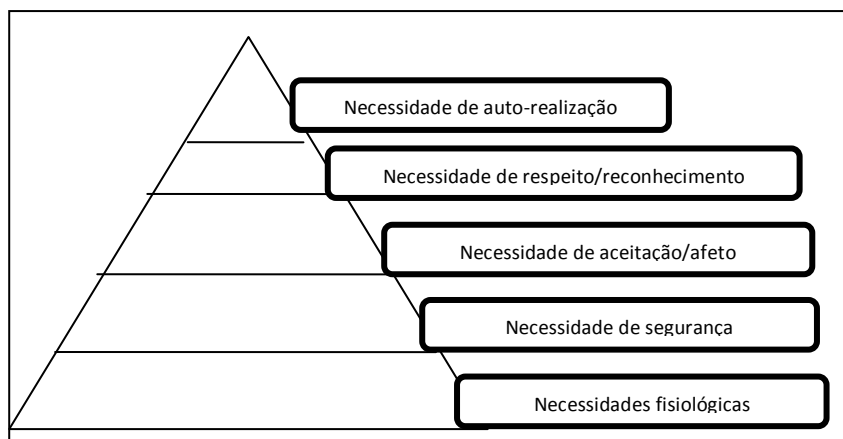 Necessidade de auto-realização
Necessidade de respeito/reconhecimento
Necessidade de aceitação/afeto
Necessidade de segurança
Necessidades fisiológicas